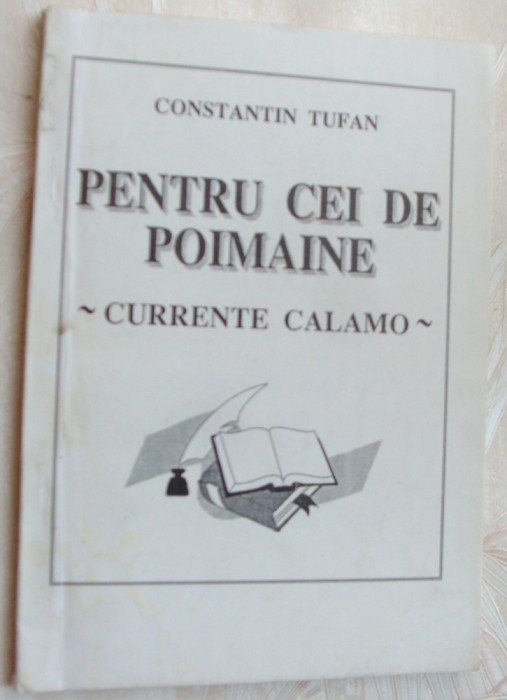 CONSTANTIN TUFAN
PENTRU CEI DE
POIMAINE
~ CURRENTE CALAMO ~